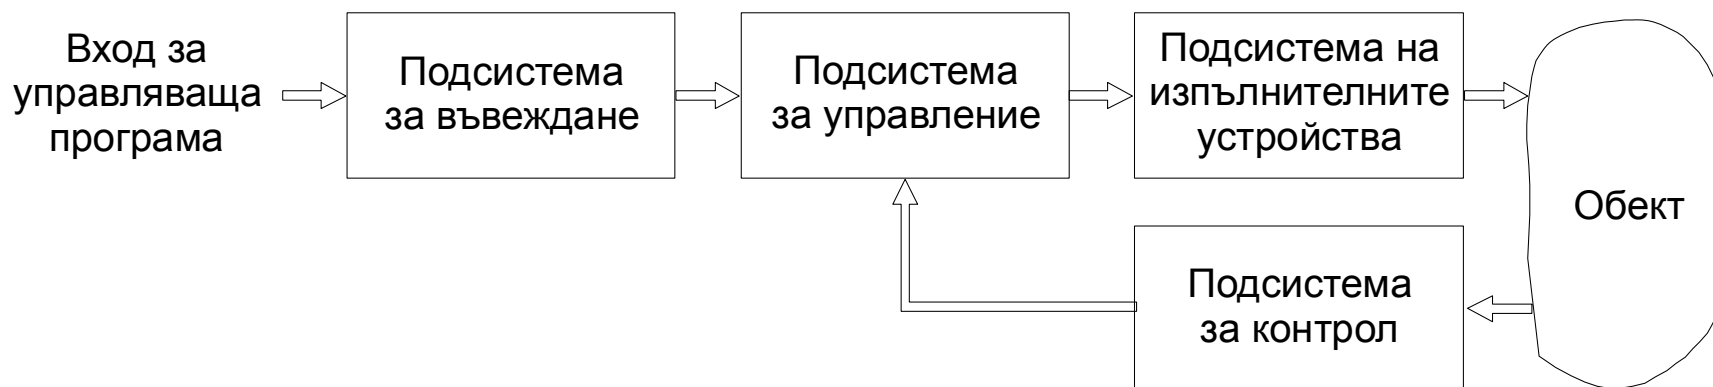 Вход за
управляваща
програма
Подсистема
за въвеждане
Подсистема
за управление
Подсистема на
изпълнителните
устройства
Обект
Подсистема
за контрол